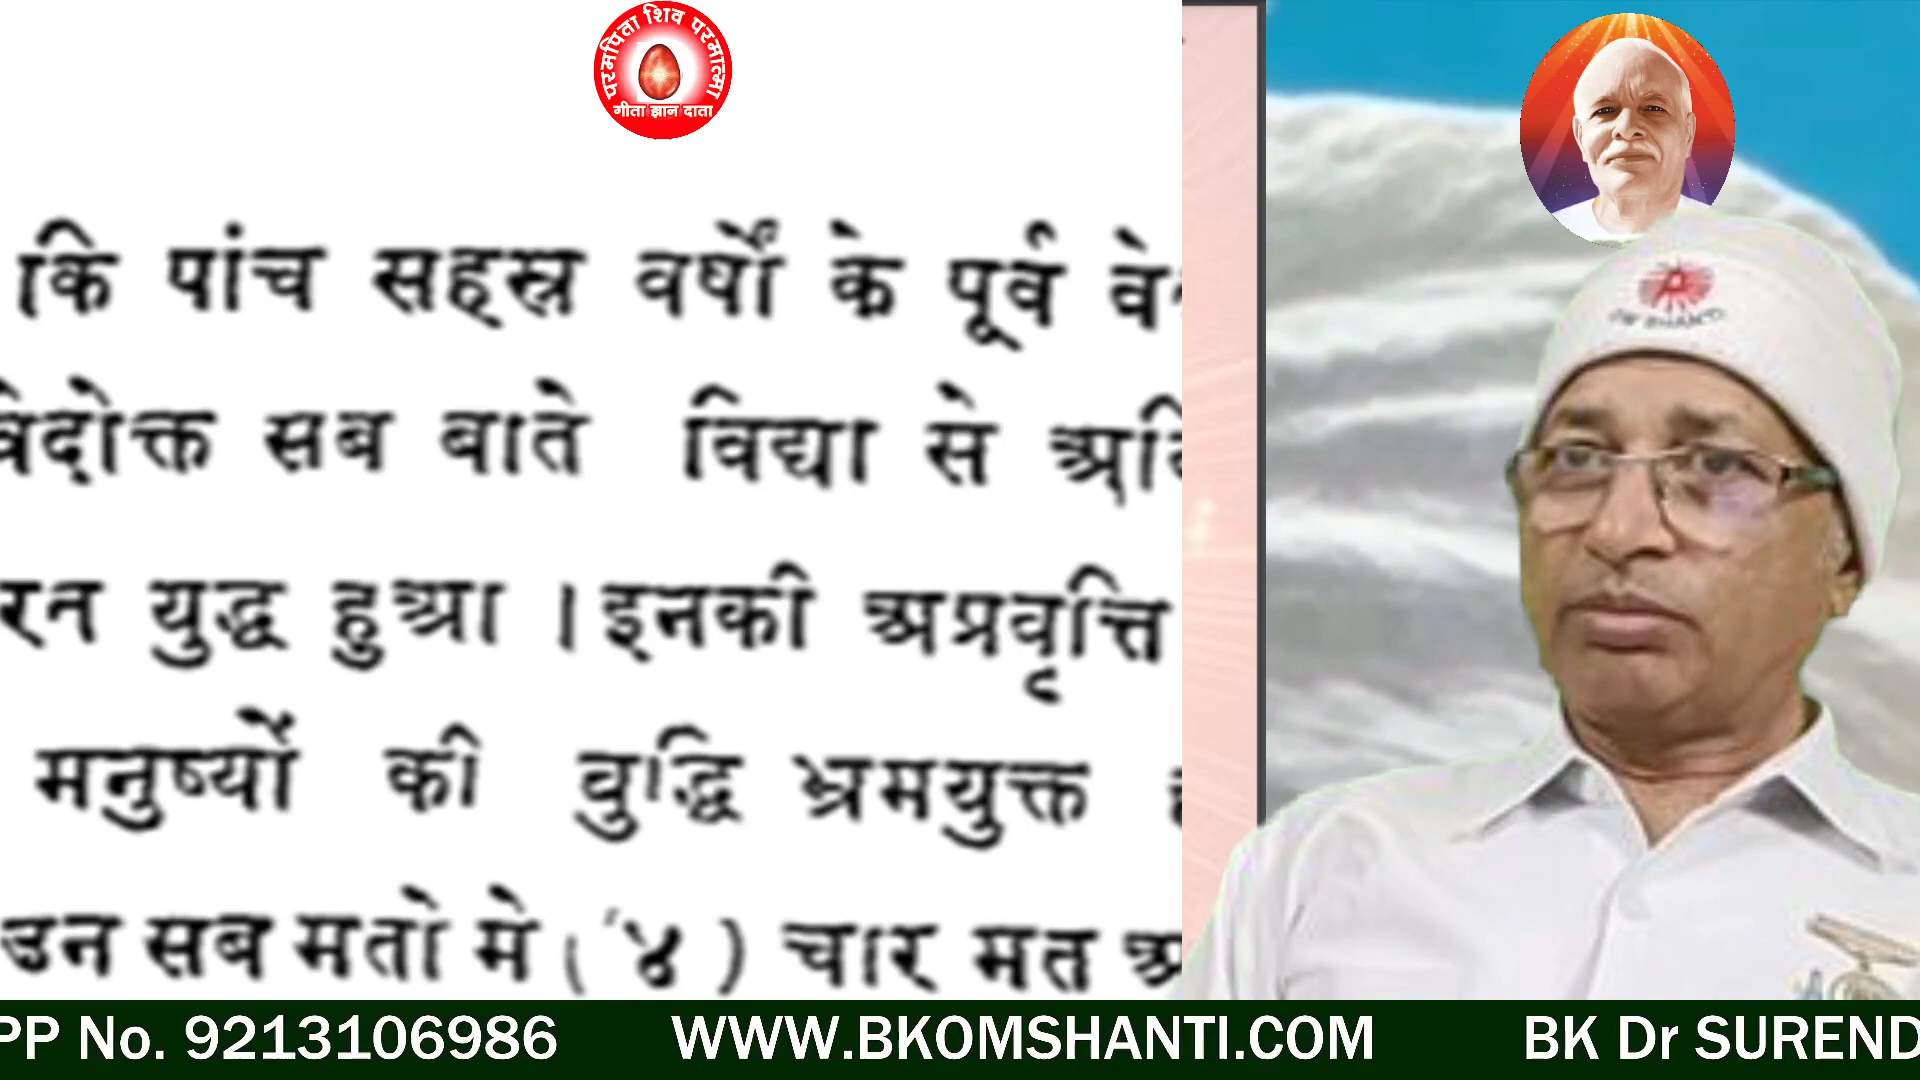 परमपिता शिव परमात्मा
गीता ज्ञान दाता
कि पांच सहस्र वर्षों के पूर्व
वेदोक्त सब बाते विद्या से
युद्ध हुआ । इनकी अप्रवृत्ति
मनुष्यों की वुद्धि भ्रमयुक्त
उन सब मतो मे (४) चार मत
PP No. 9213106986 WWW.BKOMSHANTI.COM BK Dr SUREND